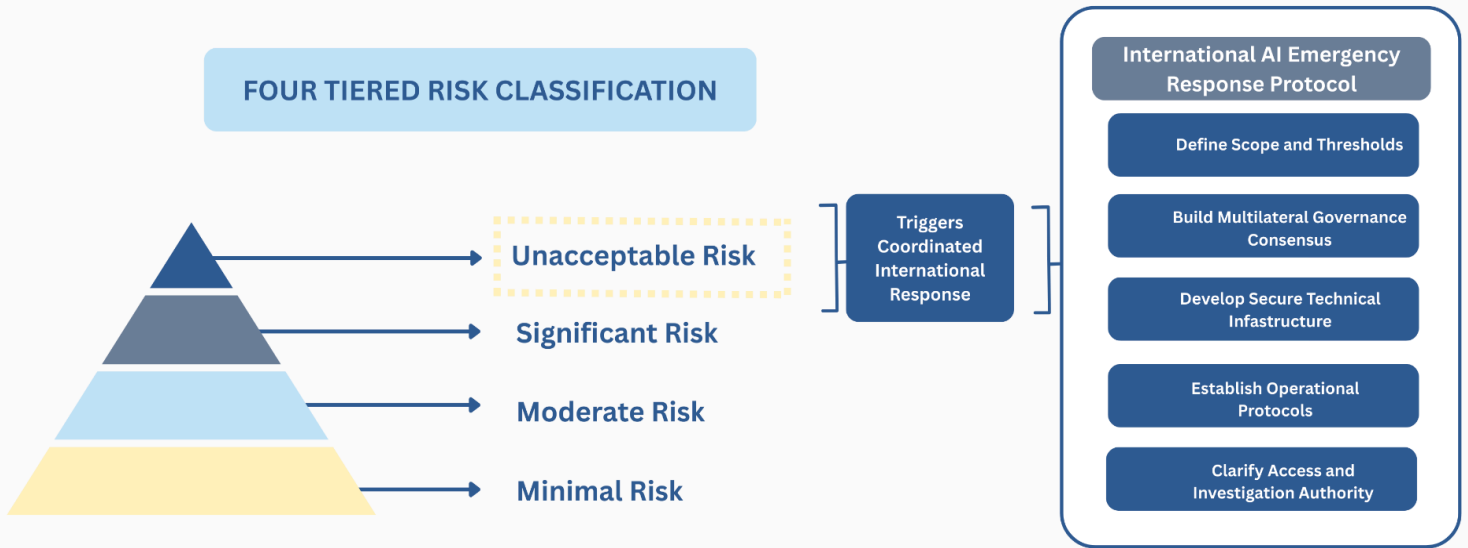 FOUR TIERED RISK CLASSIFICATION
Unacceptable Risk
Significant Risk
Moderate Risk
Minimal Risk
Triggers
Coordinated
International
Response
International AI Emergency
Response Protocol
Define Scope and Thresholds
Build Multilateral Governance
Consensus
Develop Secure Technical
Infastructure
Establish Operational
Protocols
Clarify Access and
Investigation Authority